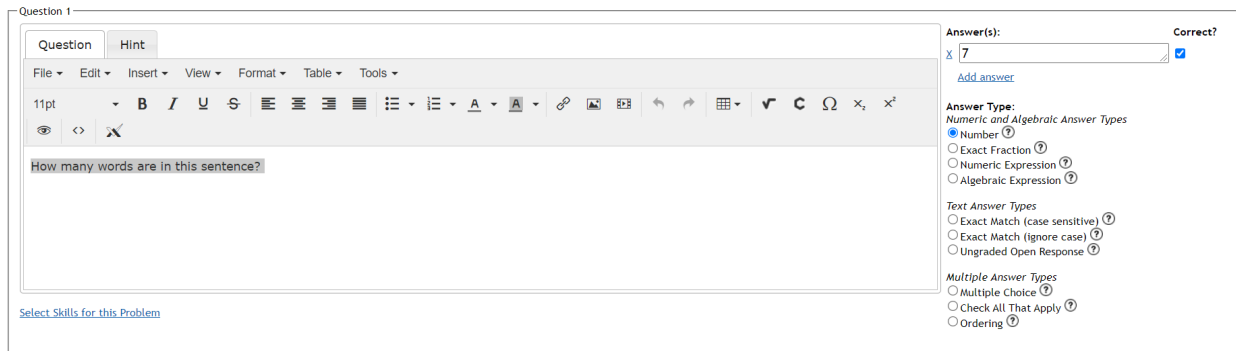 Question 1
Question Hint
File Edit Insert View Format Table Tools
11pt B I U S A A Ω x₂ x²
How many words are in this sentence?
Select Skills for this Problem
Answer(s): Correct?
X 7
Add answer
Answer Type:
Numeric and Algebraic Answer Types
Number ?
Exact Fraction ?
Numeric Expression ?
Algebraic Expression ?
Text Answer Types
Exact Match (case sensitive) ?
Exact Match (ignore case) ?
Ungraded Open Response ?
Multiple Answer Types
Multiple Choice ?
Check All That Apply ?
Ordering ?